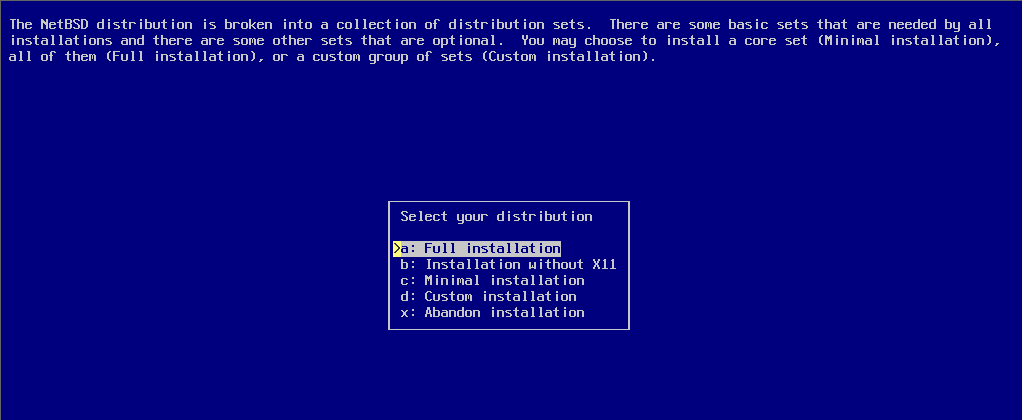 The NetBSD distribution is broken into a collection of distribution sets.  There are some basic sets that are needed by all
installations and there are some other sets that are optional.  You may choose to install a core set (Minimal installation),
all of them (Full installation), or a custom group of sets (Custom installation).
Select your distribution
>a: Full installation
b: Installation without X11
c: Minimal installation
d: Custom installation
x: Abandon installation